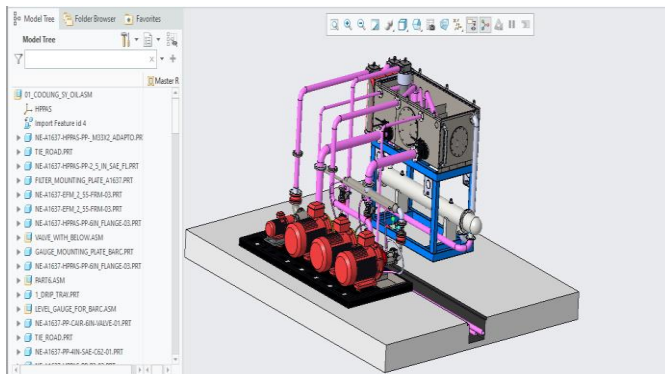 Model Tree Folder Browser Favorites
Model Tree
Master R
01_COOLING_SY_OIL.ASM
HPPAS
Import Feature id 4
NE-A1637-HPPAS-PP-_M33X2_ADAPTO.PR
TIE_ROAD.PRT
NE-A1637-HPPAS-PP-2_5_IN_SAE_FL.PRT
FILTER_MOUNTING_PLATE_A1637.PRT
NE-A1637-EFM_2_55-FRM-03.PRT
NE-A1637-EFM_2_55-FRM-03.PRT
NE-A1637-HPPAS-PP-6IN_FLANGE-03.PRT
VALVE_WITH_BELOW.ASM
GAUGE_MOUNTING_PLATE_BARC.PRT
NE-A1637-HPPAS-PP-6IN_FLANGE-03.PRT
PART6.ASM
1_DRIP_TRAY.PRT
LEVEL_GAUGE_FOR_BARC.ASM
NE-A1637-PP-CAIR-6IN-VALVE-01.PRT
TIE_ROAD.PRT
NE-A1637-PP-4IN-SAE-C62-01.PRT